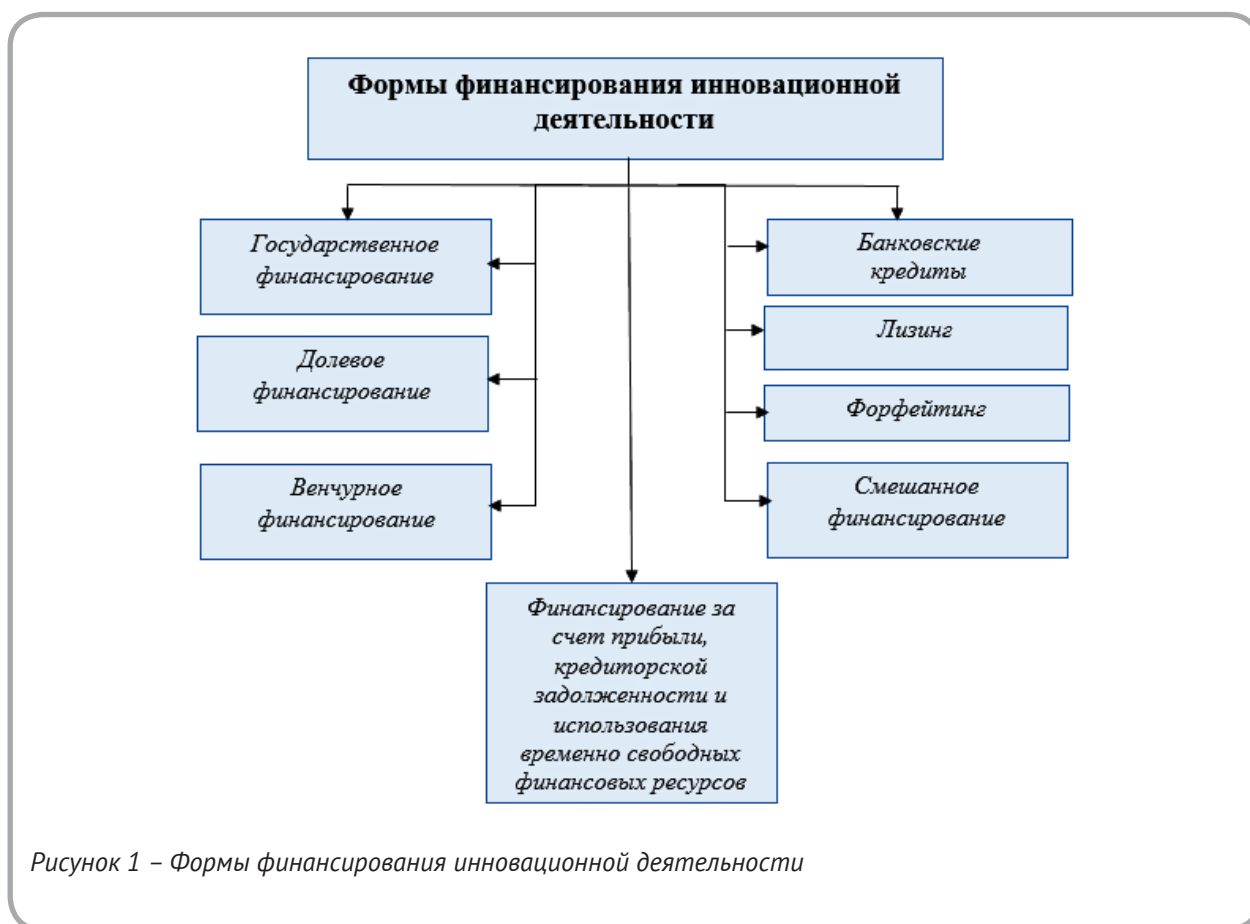 Формы финансирования инновационной
деятельности
Государственное
финансирование
Долевое
финансирование
Венчурное
финансирование
Банковские
кредиты
Лизинг
Форфейтинг
Смешанное
финансирование
Финансирование за
счет прибыли,
кредиторской
задолженности и
использования
временно свободных
финансовых ресурсов
Рисунок 1 – Формы финансирования инновационной деятельности